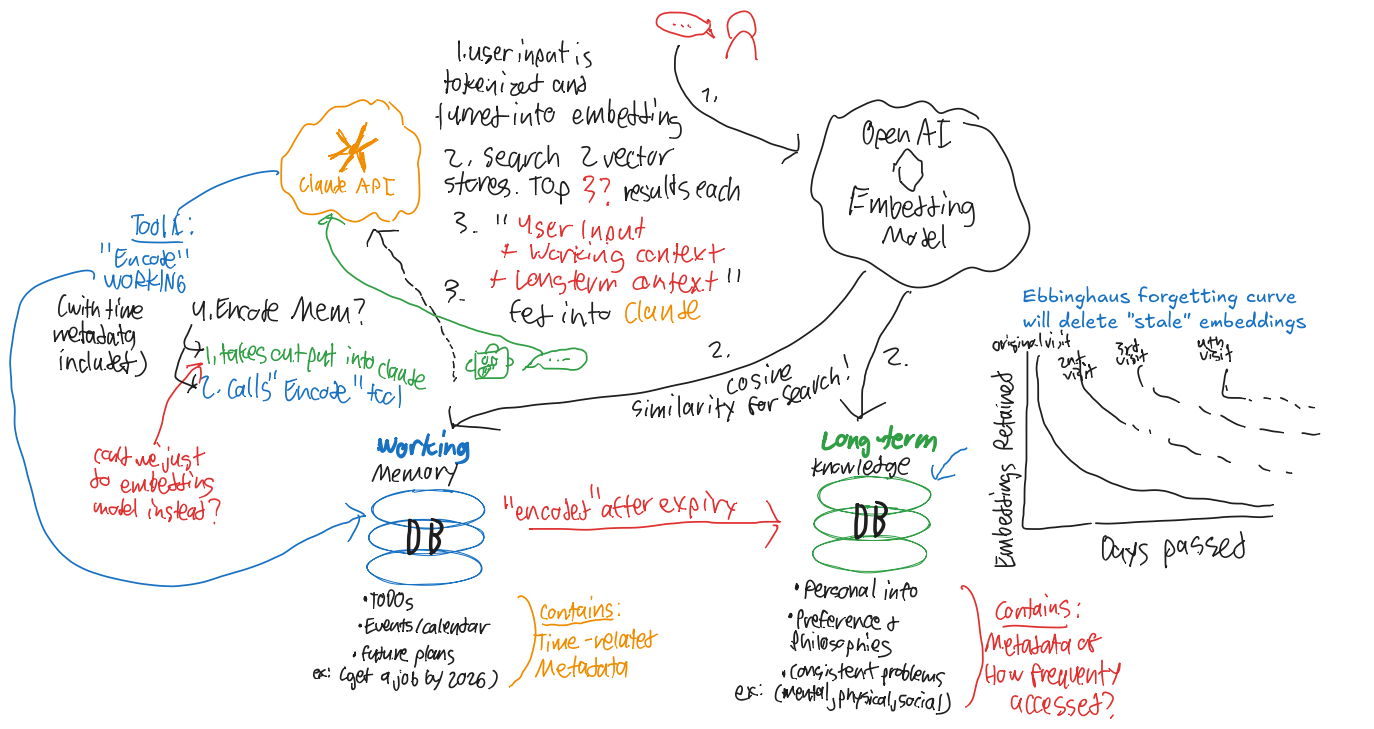 1. user input is
tokenized and
turned into embedding
2. search 2 vector
stores. Top 3? results each
3. "User Input
+ Working context
+ Longterm context"
fed into Claude
1.
OpenAI
Embedding
Model
Claude API
Tool 1:
"Encode"
WORKING
(with time
metadata
included)
4. Encode Mem?
1. takes output into claude
2. calls "Encode" tool
can't we just
do embedding
model instead?
3.
2.
2.
cosine
similarity for search!
Working
Memory
DB
"encoded" after expiry
Long-term
Knowledge
DB
• TODOs
• Events/calendar
• future plans
ex: (get a job by 2026)
Contains:
Time-related
Metadata
• Personal info
• Preference &
Philosophies
• Consistent problems
ex: (mental, physical, social)
Contains:
Metadata of
How frequently
accessed?
Ebbinghaus forgetting curve
will delete "stale" embeddings
original visit
2nd visit
3rd visit
4th visit
Embeddings Retained
Days passed